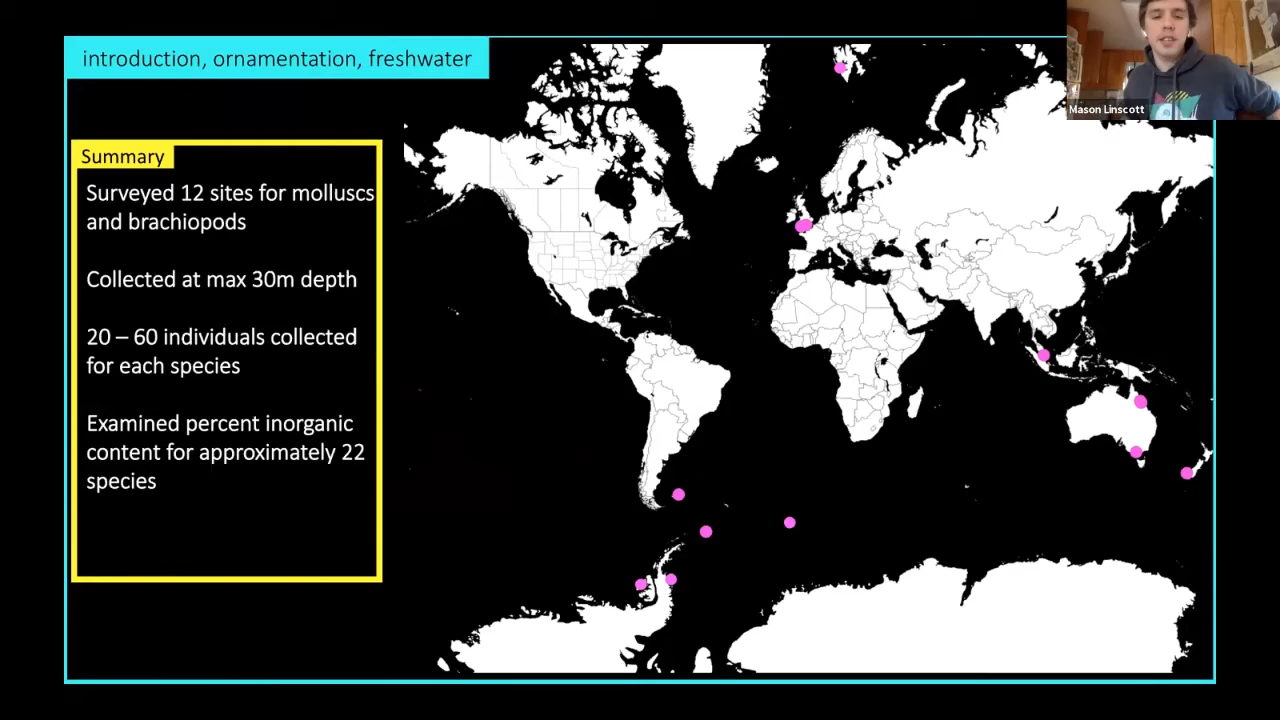 introduction, ornamentation, freshwater
Mason Linscott
Summary
Surveyed 12 sites for molluscs
and brachiopods
Collected at max 30m depth
20 – 60 individuals collected
for each species
Examined percent inorganic
content for approximately 22
species